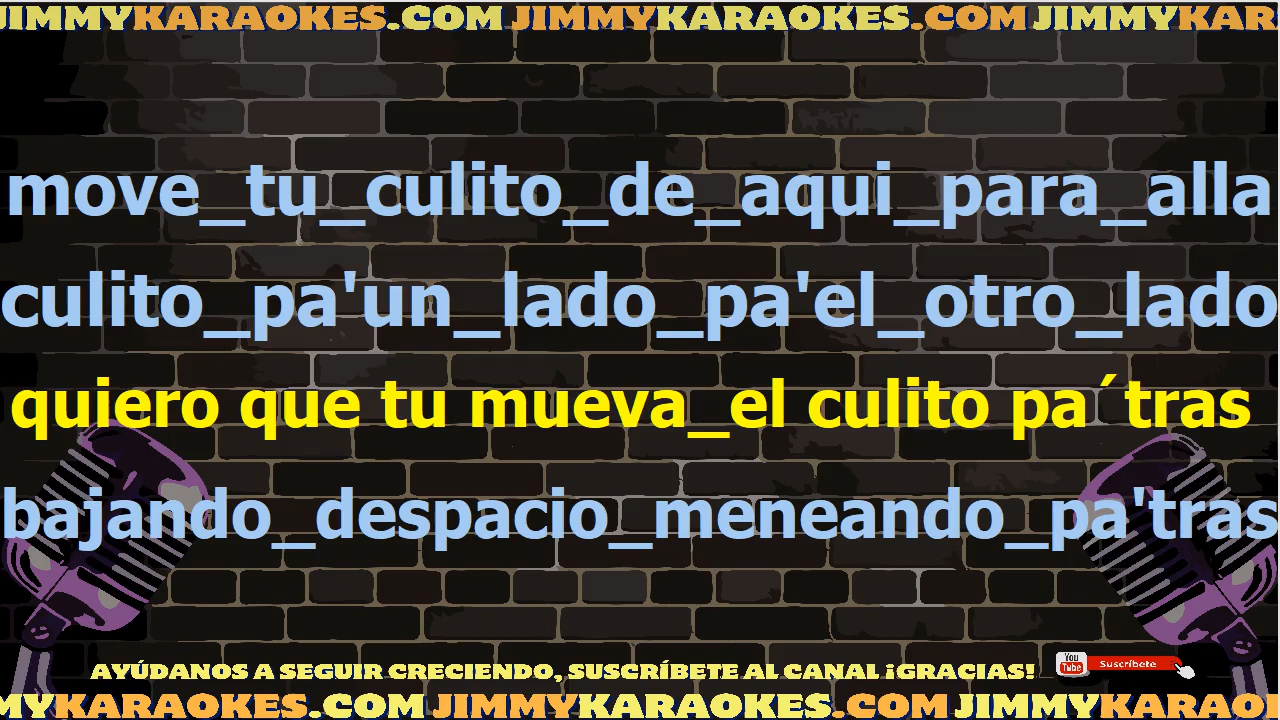 JIMMYKARAOKES.COM JIMMYKARAOKES.COM JIMMYKAR
move_tu_culito_de_aqui_para_alla
culito_pa'un_lado_pa'el_otro_lado
quiero que tu mueva_el culito pa´tras
bajando_despacio_meneando_pa'tras
AYÚDANOS A SEGUIR CRECIENDO, SUSCRÍBETE AL CANAL ¡GRACIAS!
You Tube Suscríbete
MYKARAOKES.COM JIMMYKARAOKES.COM JIMMYKARAOK